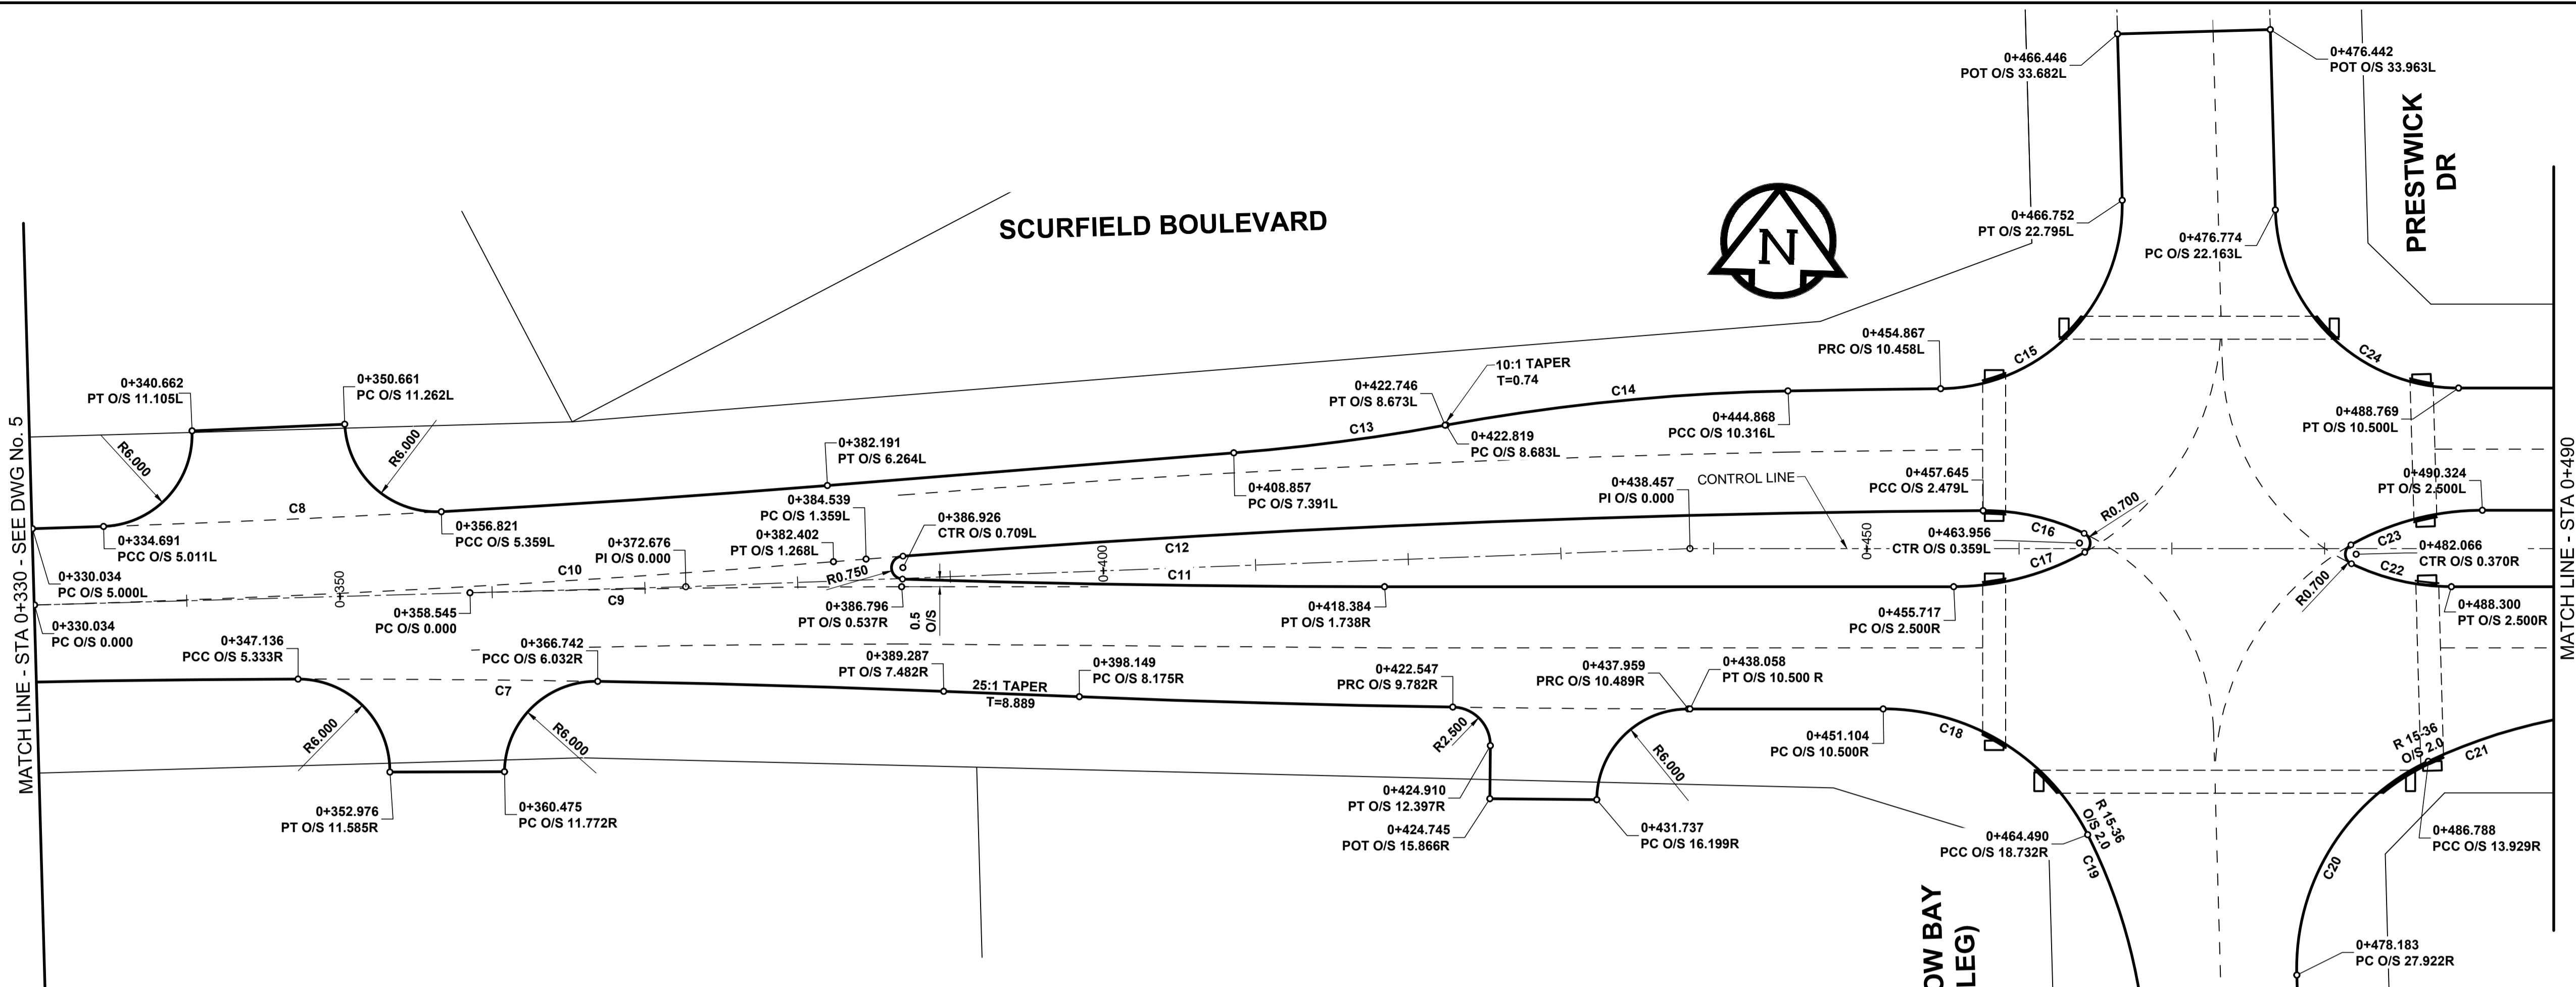 0+466.446
POT O/S 33.682L
0+476.442
POT O/S 33.963L
PRESTWICK
DR
SCURFIELD BOULEVARD
N
0+466.752
PT O/S 22.795L
0+476.774
PC O/S 22.163L
0+454.867
PRC O/S 10.458L
C15
C24
10:1 TAPER
T=0.74
0+340.662
PT O/S 11.105L
0+350.661
PC O/S 11.262L
0+422.746
PT O/S 8.673L
C14
C13
0+444.868
PCC O/S 10.316L
0+488.769
PT O/S 10.500L
0+422.819
PC O/S 8.683L
R6.000
R6.000
0+382.191
PT O/S 6.264L
0+384.539
PC O/S 1.359L
0+408.857
PC O/S 7.391L
0+438.457
PI O/S 0.000
CONTROL LINE
0+457.645
PCC O/S 2.479L
0+490.324
PT O/S 2.500L
R0.700
C8
0+334.691
PCC O/S 5.011L
0+356.821
PCC O/S 5.359L
0+382.402
PT O/S 1.268L
0+386.926
CTR O/S 0.709L
0+372.676
PI O/S 0.000
C16
C23
0+463.956
CTR O/S 0.359L
0+482.066
CTR O/S 0.370R
C12
0+400
0+450
C17
C22
C10
R0.750
C11
C9
0+350
0+330.034
PC O/S 5.000L
0+358.545
PC O/S 0.000
0+386.796
PT O/S 0.537R
0.5
O/S
0+418.384
PT O/S 1.738R
0+455.717
PC O/S 2.500R
R0.700
0+488.300
PT O/S 2.500R
0+330.034
PC O/S 0.000
0+347.136
PCC O/S 5.333R
0+366.742
PCC O/S 6.032R
0+389.287
PT O/S 7.482R
0+398.149
PC O/S 8.175R
0+422.547
PRC O/S 9.782R
0+437.959
PRC O/S 10.489R
0+438.058
PT O/S 10.500 R
C7
25:1 TAPER
T=8.889
R6.000
R6.000
R2.500
R6.000
0+451.104
PC O/S 10.500R
C18
R 15-36
O/S 2.0
C21
0+352.976
PT O/S 11.585R
0+360.475
PC O/S 11.772R
0+424.910
PT O/S 12.397R
0+424.745
POT O/S 15.866R
0+431.737
PC O/S 16.199R
R 15-36
O/S 2.0
0+464.490
PCC O/S 18.732R
C19
C20
0+486.788
PCC O/S 13.929R
0+478.183
PC O/S 27.922R
OW BAY
LEG)
MATCH LINE - STA 0+330 - SEE DWG No. 5
MATCH LINE - STA 0+490